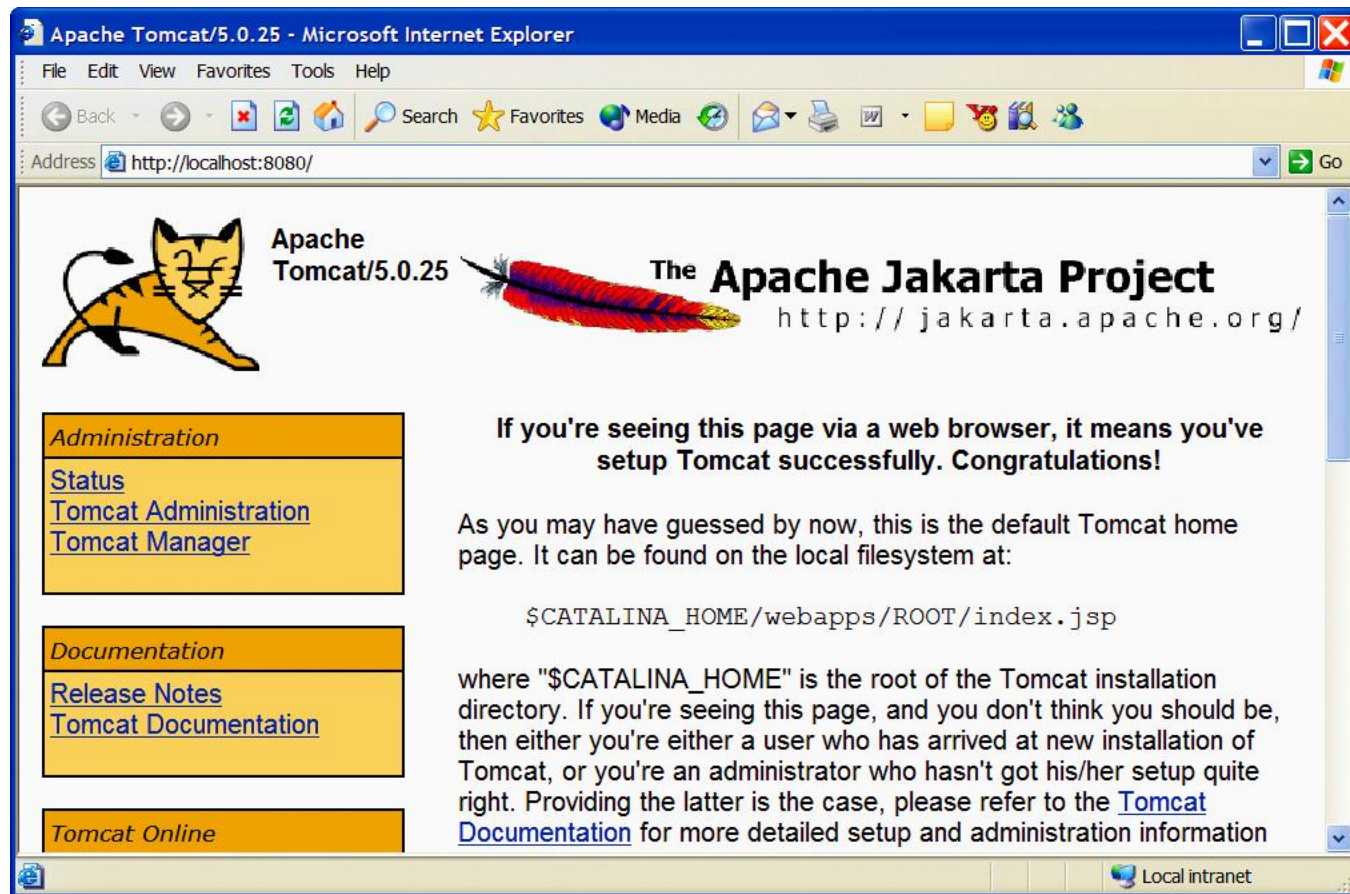 Apache Tomcat/5.0.25 - Microsoft Internet Explorer
File Edit View Favorites Tools Help
Back Search Favorites Media
Address http://localhost:8080/ Go
Apache
Tomcat/5.0.25
The Apache Jakarta Project
http://jakarta.apache.org/
Administration
Status
Tomcat Administration
Tomcat Manager
Documentation
Release Notes
Tomcat Documentation
Tomcat Online
If you're seeing this page via a web browser, it means you've
setup Tomcat successfully. Congratulations!
As you may have guessed by now, this is the default Tomcat home
page. It can be found on the local filesystem at:
$CATALINA_HOME/webapps/ROOT/index.jsp
where "$CATALINA_HOME" is the root of the Tomcat installation
directory. If you're seeing this page, and you don't think you should be,
then either you're either a user who has arrived at new installation of
Tomcat, or you're an administrator who hasn't got his/her setup quite
right. Providing the latter is the case, please refer to the Tomcat
Documentation for more detailed setup and administration information
Local intranet